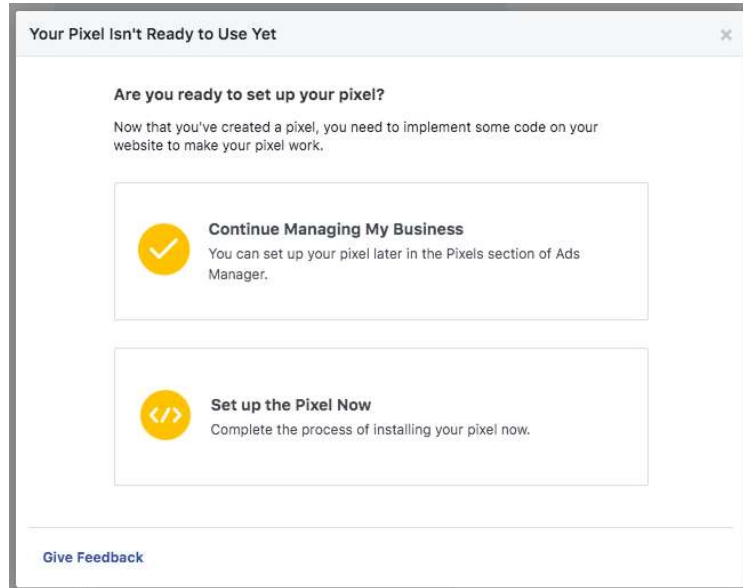 Your Pixel Isn't Ready to Use Yet
Are you ready to set up your pixel?
Now that you've created a pixel, you need to implement some code on your
website to make your pixel work.
Continue Managing My Business
You can set up your pixel later in the Pixels section of Ads
Manager.
</>
Set up the Pixel Now
Complete the process of installing your pixel now.
Give Feedback